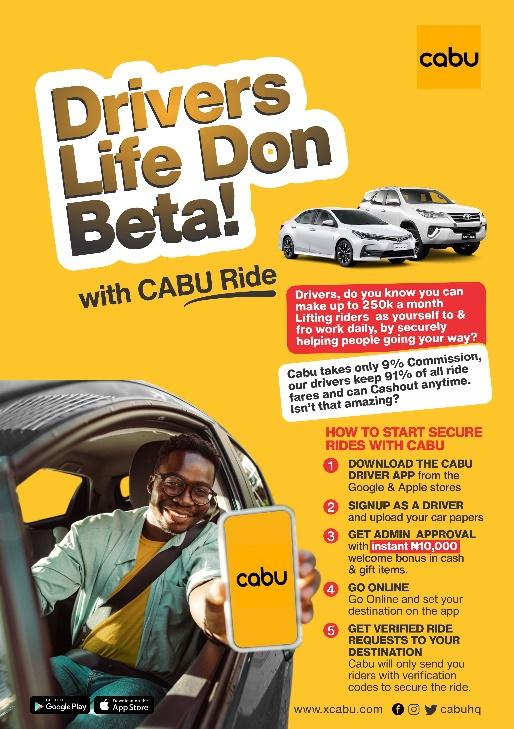 cabu
Drivers
Life Don
Beta!
with CABU Ride
Drivers, do you know you can
make up to 250k a month
Lifting riders as yourself to &
fro work daily, by securely
helping people going your way?
Cabu takes only 9% Commission,
our drivers keep 91% of all ride
fares and can Cashout anytime.
Isn't that amazing?
HOW TO START SECURE
RIDES WITH CABU
1 DOWNLOAD THE CABU
DRIVER APP from the
Google & Apple stores
2 SIGNUP AS A DRIVER
and upload your car papers
3 GET ADMIN APPROVAL
with instant ₦10,000
welcome bonus in cash
& gift items.
4 GO ONLINE
Go Online and set your
destination on the app
5 GET VERIFIED RIDE
REQUESTS TO YOUR
DESTINATION
Cabu will only send you
riders with verification
codes to secure the ride.
cabu
GET IT ON
Google Play
Download on the
App Store
www.xcabu.com
cabuhq